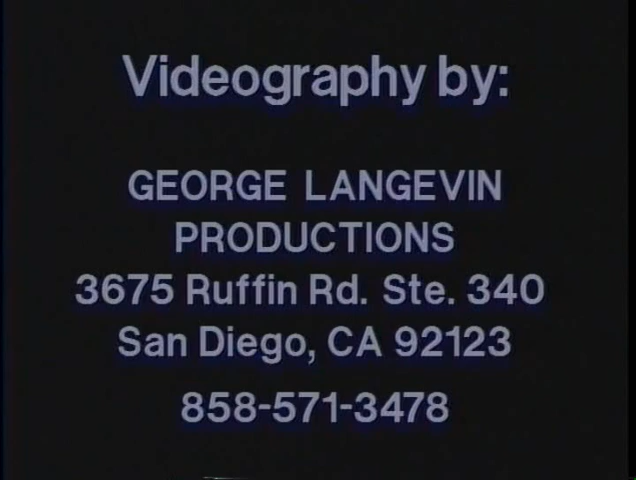 Videography by:
GEORGE LANGEVIN
PRODUCTIONS
3675 Ruffin Rd. Ste. 340
San Diego, CA 92123
858-571-3478